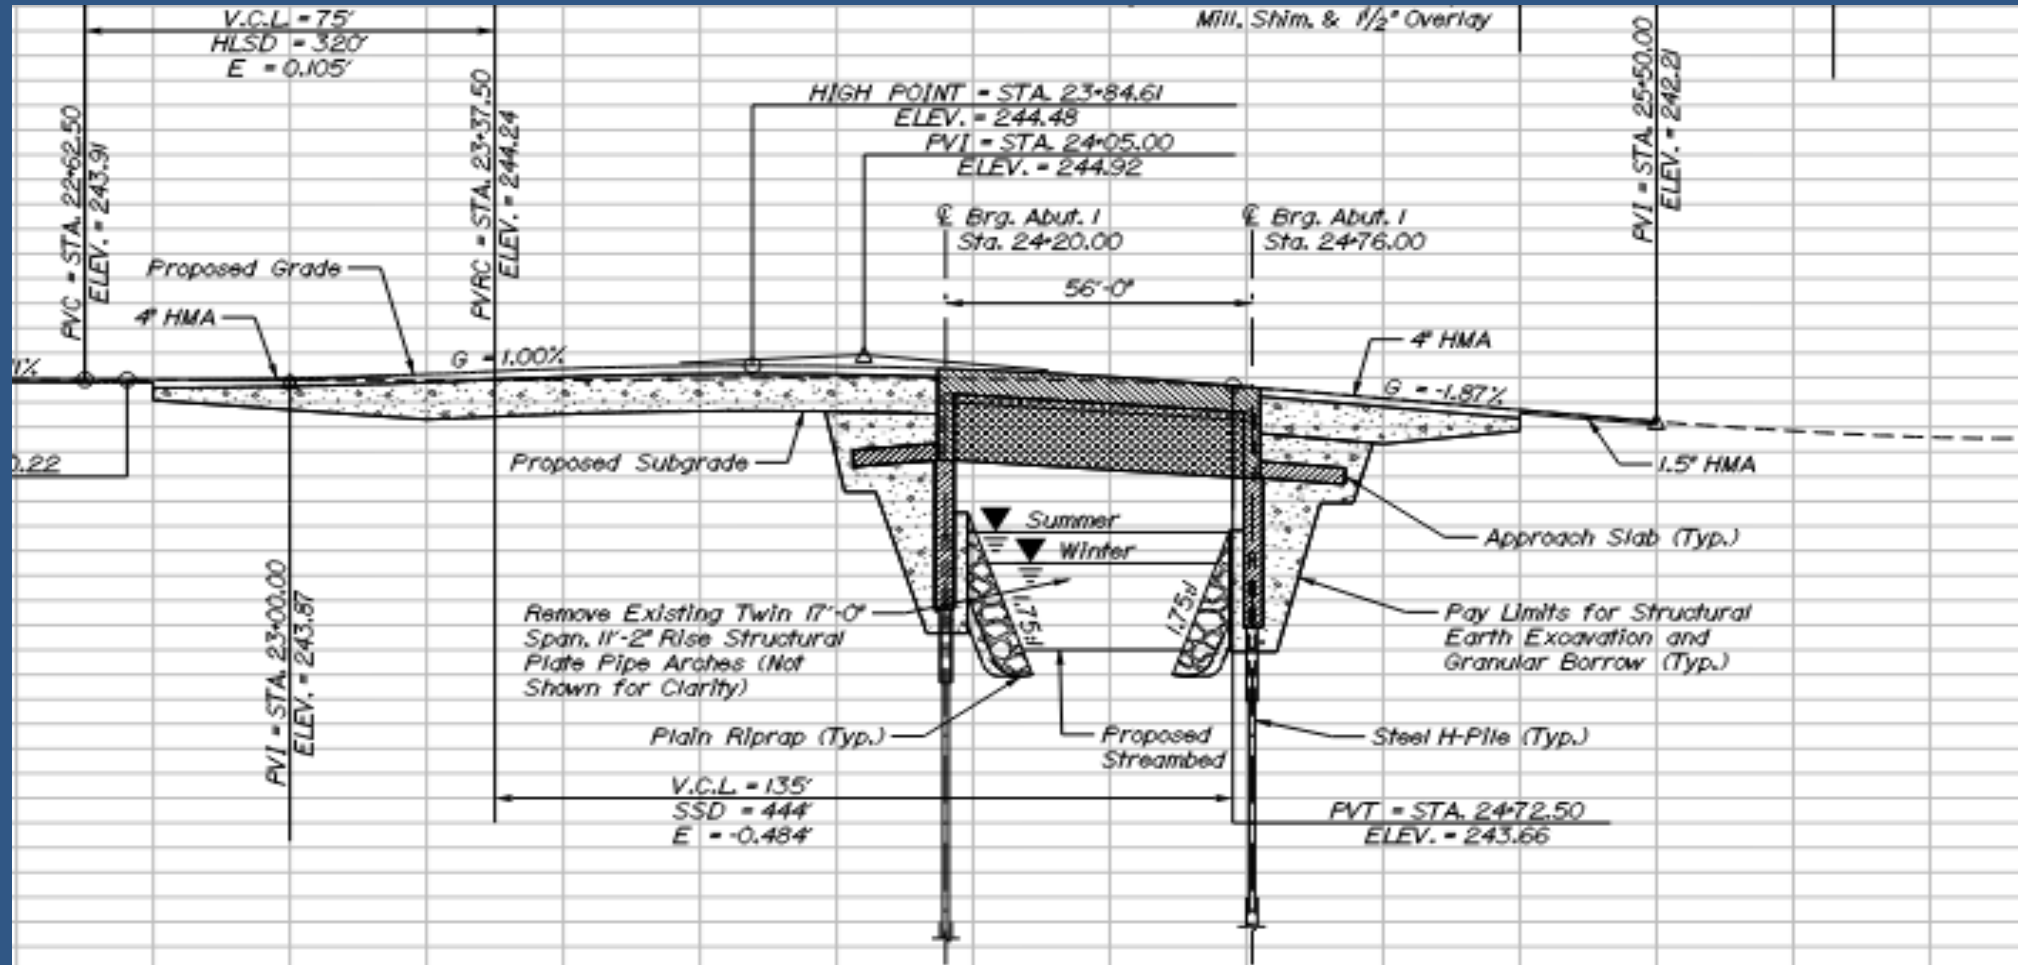 V.C.L. = 75'
HLSD = 320'
E = 0.105'
Mill, Shim, & 1½" Overlay
PVC = STA. 22+62.50
ELEV. = 243.91
PVRC = STA. 23+37.50
ELEV. = 244.24
HIGH POINT = STA. 23+84.61
ELEV. = 244.48
PVI = STA. 24+05.00
ELEV. = 244.92
PVI = STA. 25+50.00
ELEV. = 242.21
℄ Brg. Abut. 1
Sta. 24+20.00
℄ Brg. Abut. 1
Sta. 24+76.00
Proposed Grade
56'-0"
4" HMA
G = 1.00%
4" HMA
G = -1.87%
1%
0.22
Proposed Subgrade
1.5" HMA
Summer
Winter
Approach Slab (Typ.)
PVI = STA. 23+00.00
ELEV. = 243.87
Remove Existing Twin 17'-0"
Span, 11'-2" Rise Structural
Plate Pipe Arches (Not
Shown for Clarity)
1.75:1
1.75:1
Pay Limits for Structural
Earth Excavation and
Granular Borrow (Typ.)
Plain Riprap (Typ.)
Proposed
Streambed
Steel H-Pile (Typ.)
V.C.L. = 135'
SSD = 444'
E = -0.484'
PVT = STA. 24+72.50
ELEV. = 243.66